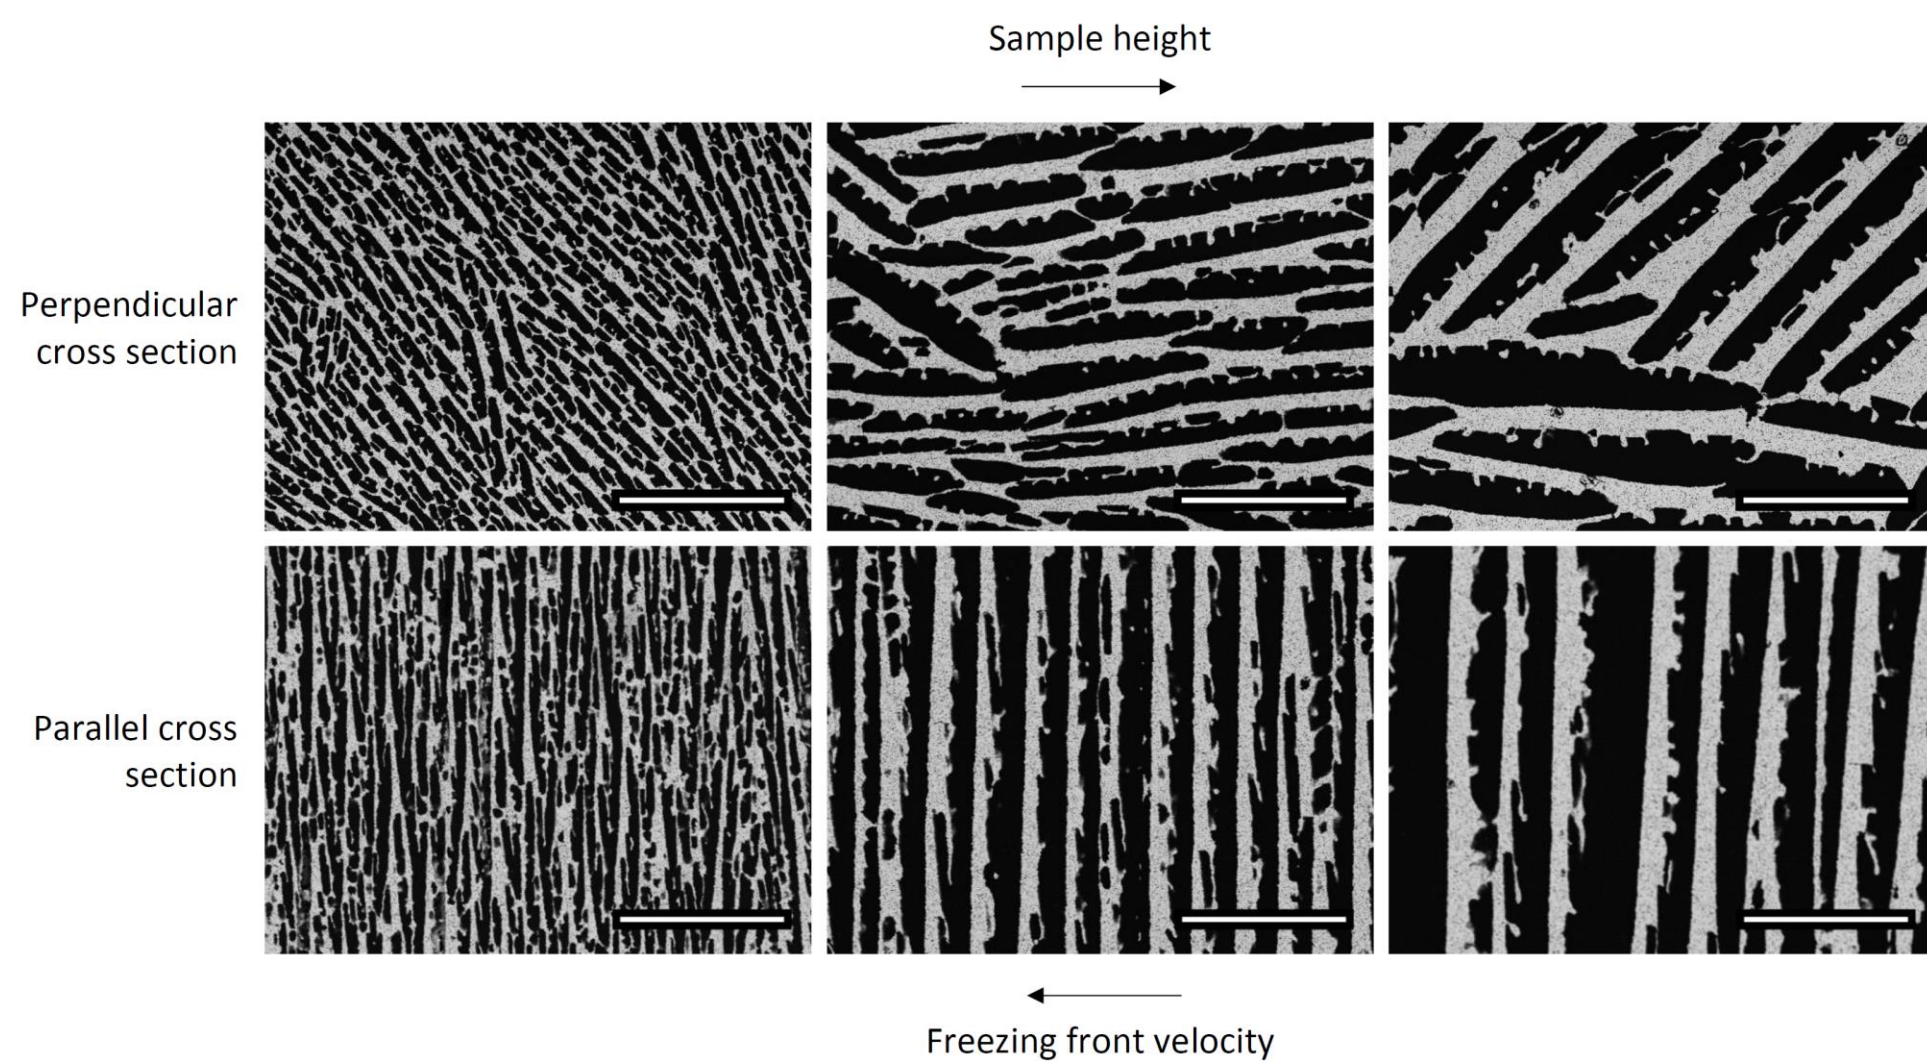 Sample height
Perpendicular
cross section
Parallel cross
section
Freezing front velocity